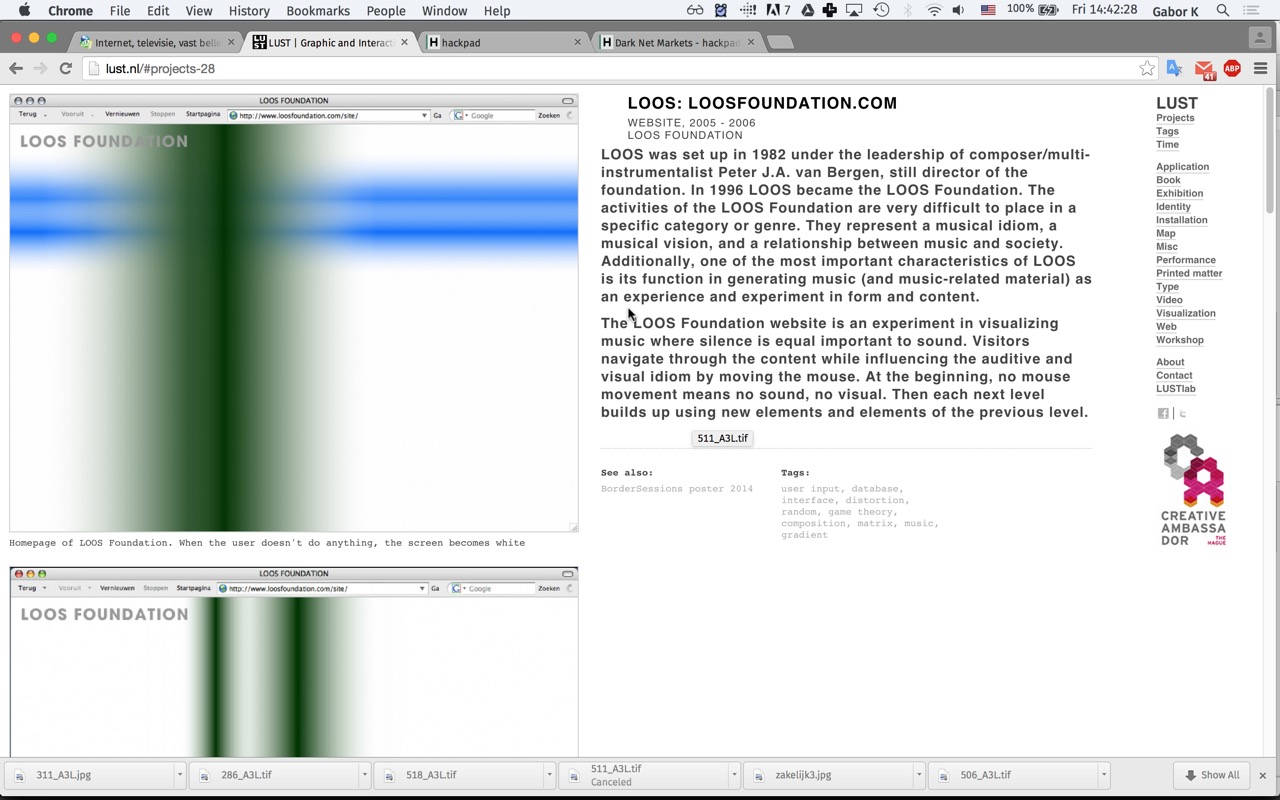 Chrome File Edit View History Bookmarks People Window Help
7 100% Fri 14:42:28 Gabor K
Internet, televisie, vast bell
LUST | Graphic and Interact
hackpad
Dark Net Markets - hackpad
lust.nl/#projects-28
41
ABP
LOOS FOUNDATION
Terug Vooruit Vernieuwen Stoppen Startpagina http://www.loosfoundation.com/site/ Ga Google Zoeken
LOOS FOUNDATION
Homepage of LOOS Foundation. When the user doesn't do anything, the screen becomes white
LOOS FOUNDATION
Terug Vooruit Vernieuwen Stoppen Startpagina http://www.loosfoundation.com/site/ Ga Google Zoeken
LOOS FOUNDATION
LOOS: LOOSFOUNDATION.COM
WEBSITE, 2005 - 2006
LOOS FOUNDATION
LOOS was set up in 1982 under the leadership of composer/multi-
instrumentalist Peter J.A. van Bergen, still director of the
foundation. In 1996 LOOS became the LOOS Foundation. The
activities of the LOOS Foundation are very difficult to place in a
specific category or genre. They represent a musical idiom, a
musical vision, and a relationship between music and society.
Additionally, one of the most important characteristics of LOOS
is its function in generating music (and music-related material) as
an experience and experiment in form and content.
The LOOS Foundation website is an experiment in visualizing
music where silence is equal important to sound. Visitors
navigate through the content while influencing the auditive and
visual idiom by moving the mouse. At the beginning, no mouse
movement means no sound, no visual. Then each next level
builds up using new elements and elements of the previous level.
511_A3L.tif
See also:
BorderSessions poster 2014
Tags:
user input, database,
interface, distortion,
random, game theory,
composition, matrix, music,
gradient
LUST
Projects
Tags
Time
Application
Book
Exhibition
Identity
Installation
Map
Misc
Performance
Printed matter
Type
Video
Visualization
Web
Workshop
About
Contact
LUSTlab
CREATIVE
AMBASSA
DOR THE
HAGUE
311_A3L.jpg
286_A3L.tif
518_A3L.tif
511_A3L.tif
Canceled
zakelijk3.jpg
506_A3L.tif
Show All